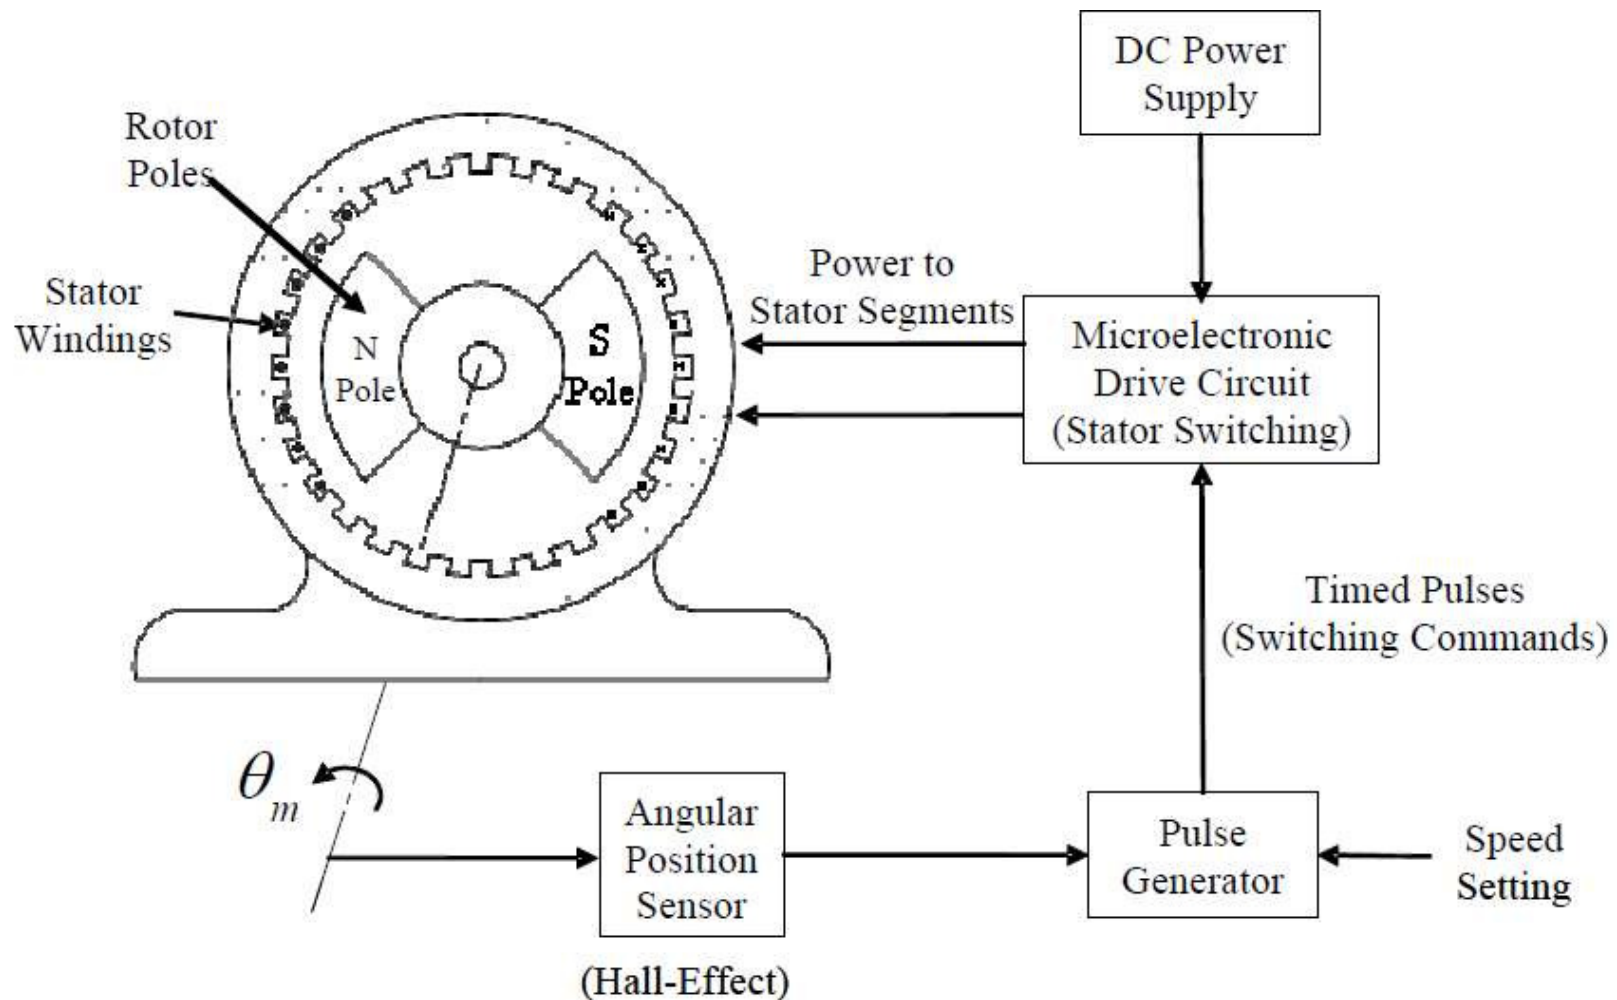 DC Power
Supply
Rotor
Poles
Stator
Windings
N
Pole
S
Pole
Power to
Stator Segments
Microelectronic
Drive Circuit
(Stator Switching)
Timed Pulses
(Switching Commands)
θm
Angular
Position
Sensor
(Hall-Effect)
Pulse
Generator
Speed
Setting